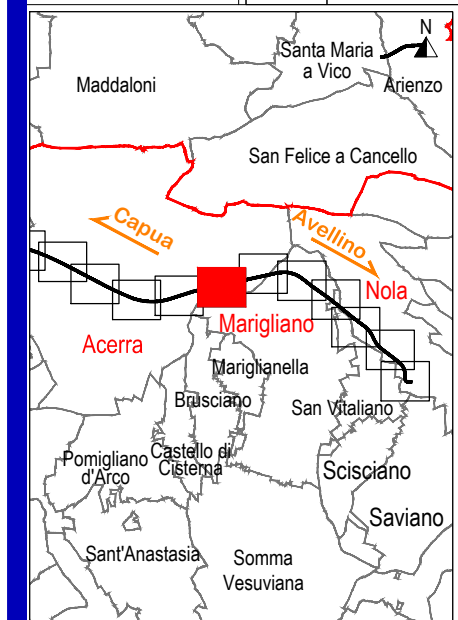 N
Santa Maria
a Vico
Maddaloni
Arienzo
San Felice a Cancello
Capua
Avellino
Nola
Marigliano
Acerra
Mariglianella
Brusciano
San Vitaliano
Castello di
Cisterna
Pomigliano
d'Arco
Scisciano
Saviano
Sant'Anastasia
Somma
Vesuviana